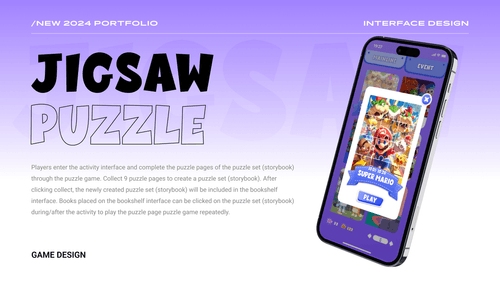 /NEW 2024 PORTFOLIO
INTERFACE DESIGN
JIGSAW
PUZZLE
Players enter the activity interface and complete the puzzle pages of the puzzle set (storybook)
through the puzzle game. Collect 9 puzzle pages to create a puzzle set (storybook). After
clicking collect, the newly created puzzle set (storybook) will be included in the bookshelf
interface. Books placed on the bookshelf interface can be clicked on the puzzle set (storybook)
during/after the activity to play the puzzle page puzzle game repeatedly.
GAME DESIGN
EVENT
SUPER MARIO
PLAY